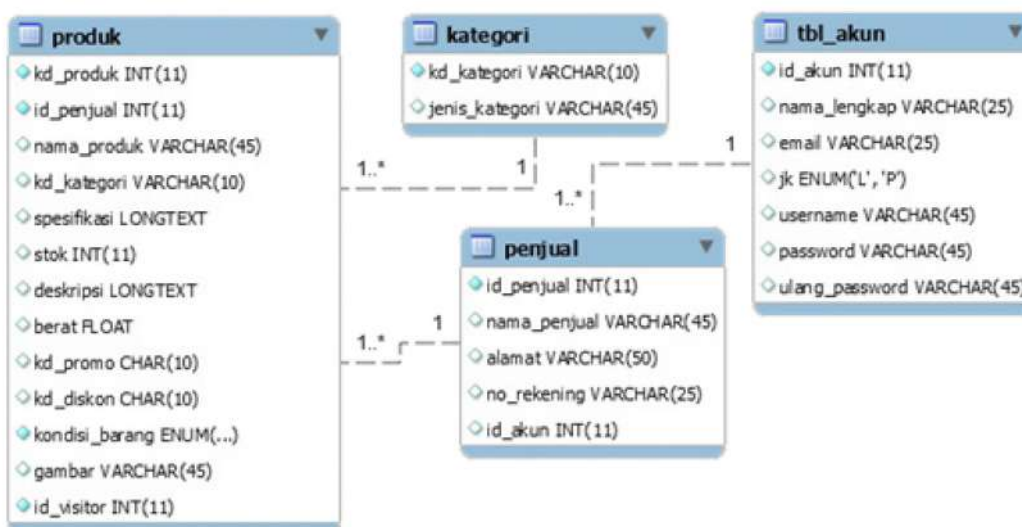 produk
kd_produk INT(11)
id_penjual INT(11)
nama_produk VARCHAR(45)
kd_kategori VARCHAR(10)
spesifikasi LONGTEXT
stok INT(11)
deskripsi LONGTEXT
berat FLOAT
kd_promo CHAR(10)
kd_diskon CHAR(10)
kondisi_barang ENUM(...)
gambar VARCHAR(45)
id_visitor INT(11)
kategori
kd_kategori VARCHAR(10)
jenis_kategori VARCHAR(45)
1..*
1
1
1..*
penjual
id_penjual INT(11)
nama_penjual VARCHAR(45)
alamat VARCHAR(50)
no_rekening VARCHAR(25)
id_akun INT(11)
1
1..*
tbl_akun
id_akun INT(11)
nama_lengkap VARCHAR(25)
email VARCHAR(25)
jk ENUM('L','P')
username VARCHAR(45)
password VARCHAR(45)
ulang_password VARCHAR(45)